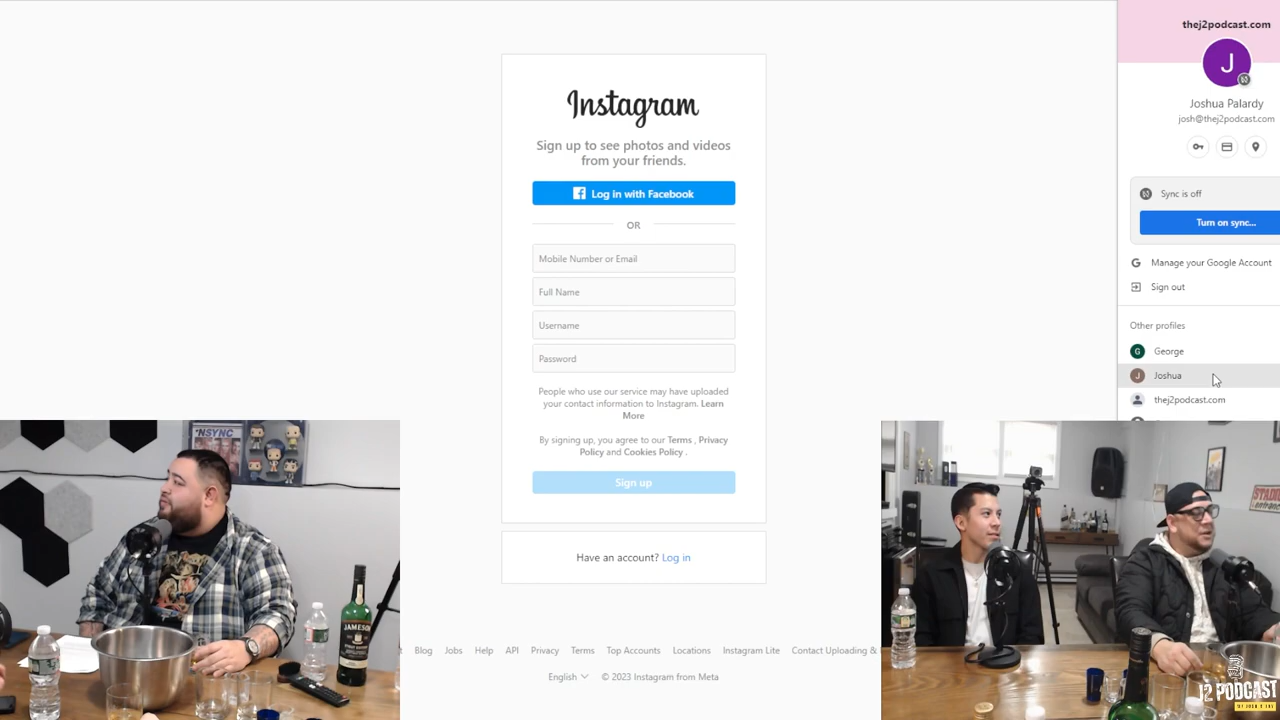 thej2podcast.com
J
Joshua Palardy
josh@thej2podcast.com
Sync is off
Turn on sync...
G Manage your Google Account
Sign out
Other profiles
G George
J Joshua
thej2podcast.com
Instagram
Sign up to see photos and videos
from your friends.
Log in with Facebook
OR
Mobile Number or Email
Full Name
Username
Password
People who use our service may have uploaded
your contact information to Instagram. Learn
More
By signing up, you agree to our Terms , Privacy
Policy and Cookies Policy .
Sign up
Have an account? Log in
Blog Jobs Help API Privacy Terms Top Accounts Locations Instagram Lite Contact Uploading &
English © 2023 Instagram from Meta
*NSYNC
JAMESON
J2 PODCAST